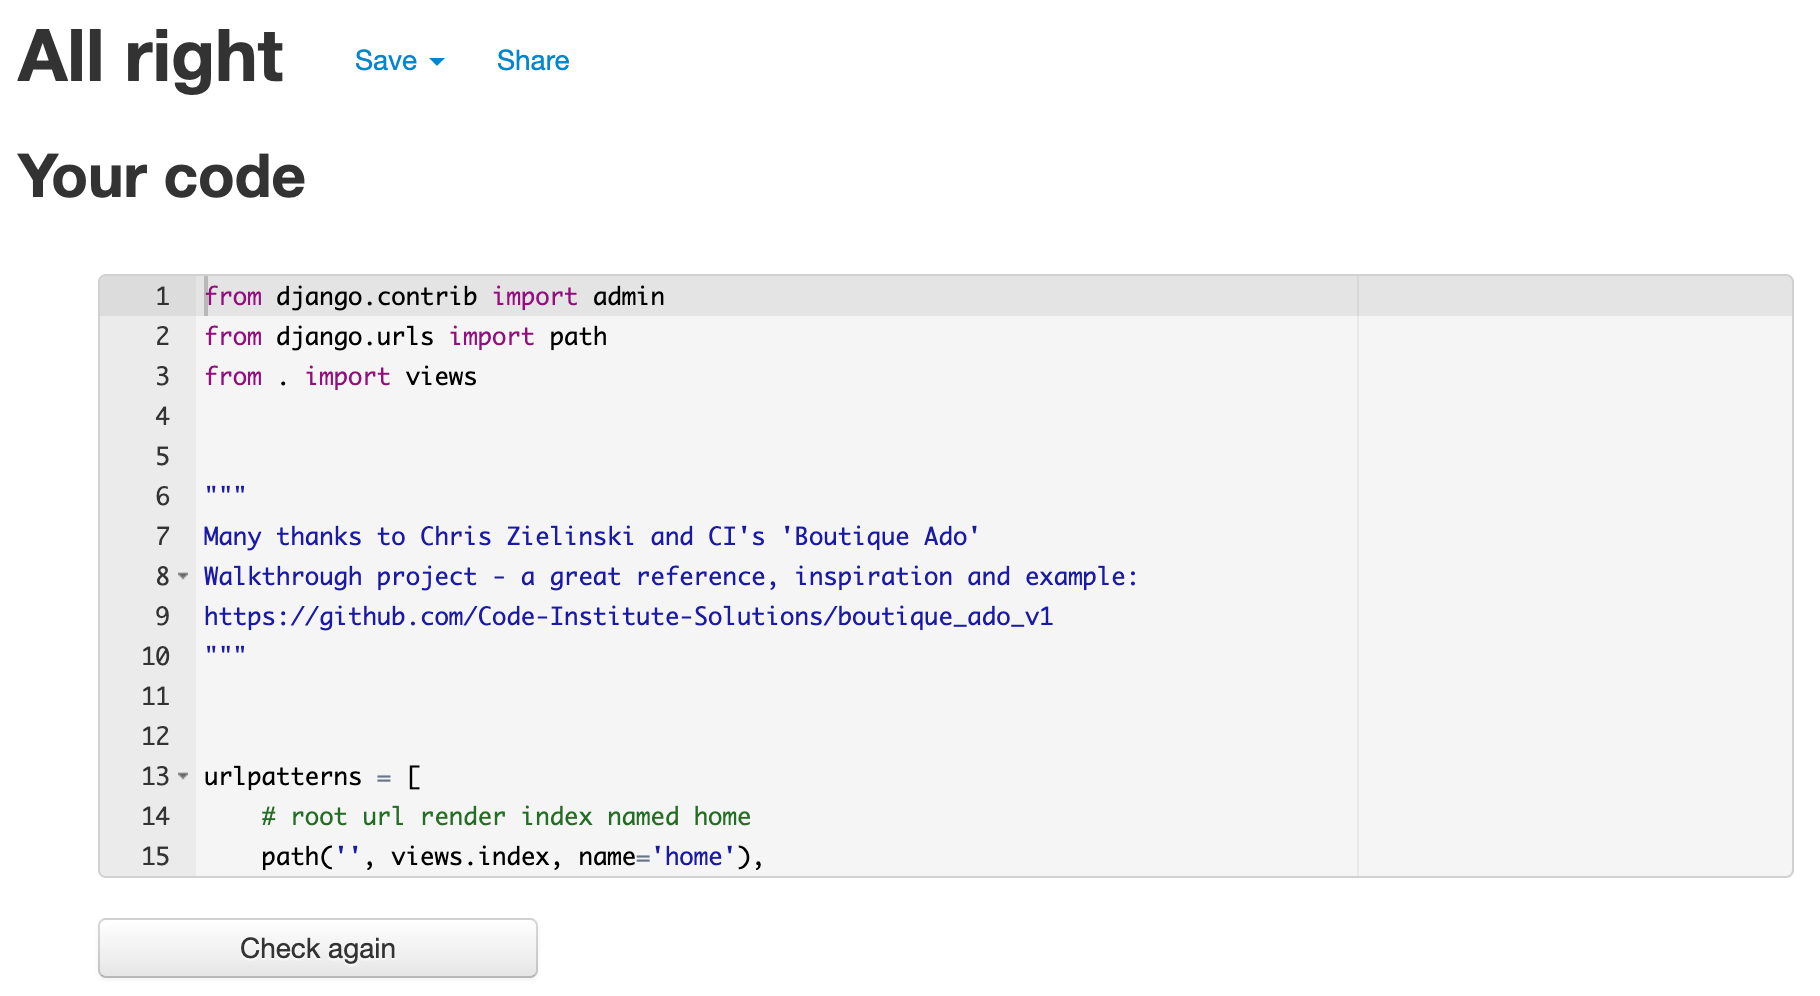 All right Save Share
Your code
1 from django.contrib import admin
2 from django.urls import path
3 from . import views
4
5
6 """
7 Many thanks to Chris Zielinski and CI's 'Boutique Ado'
8 Walkthrough project - a great reference, inspiration and example:
9 https://github.com/Code-Institute-Solutions/boutique_ado_v1
10 """
11
12
13 urlpatterns = [
14     # root url render index named home
15     path('', views.index, name='home'),
Check again